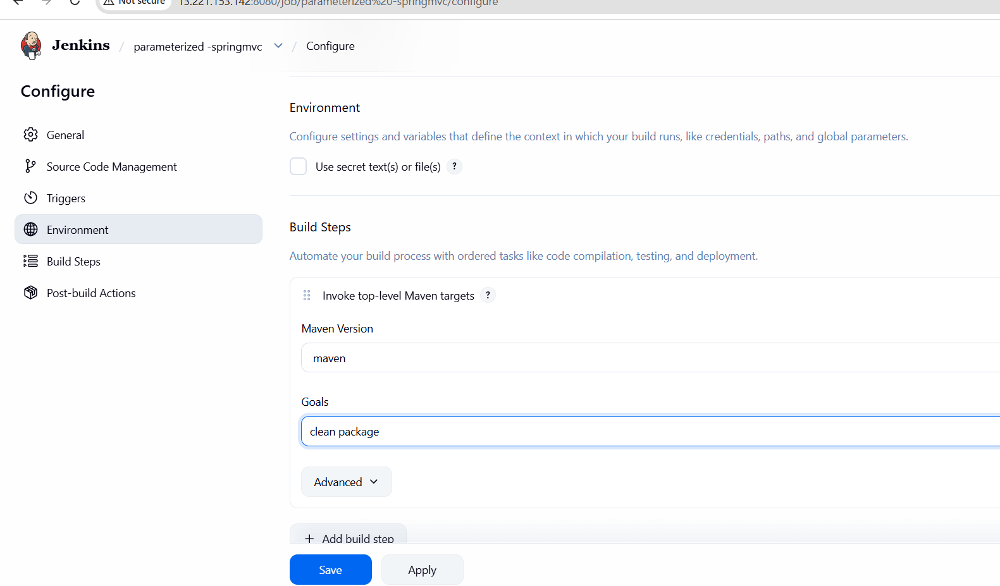 Not secure 13.221.153.142:8080/job/parameterized%20-springmvc/configure
Jenkins / parameterized -springmvc / Configure
Configure
General
Source Code Management
Triggers
Environment
Build Steps
Post-build Actions
Environment
Configure settings and variables that define the context in which your build runs, like credentials, paths, and global parameters.
Use secret text(s) or file(s) ?
Build Steps
Automate your build process with ordered tasks like code compilation, testing, and deployment.
Invoke top-level Maven targets ?
Maven Version
maven
Goals
clean package
Advanced
+ Add build step
Save Apply